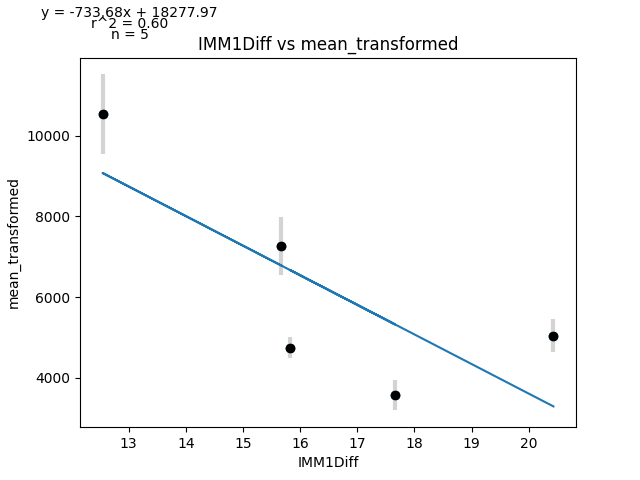 y = -733.68x + 18277.97
r^2 = 0.60
n = 5
IMM1Diff vs mean_transformed
10000
8000
6000
4000
mean_transformed
13 14 15 16 17 18 19 20
IMM1Diff